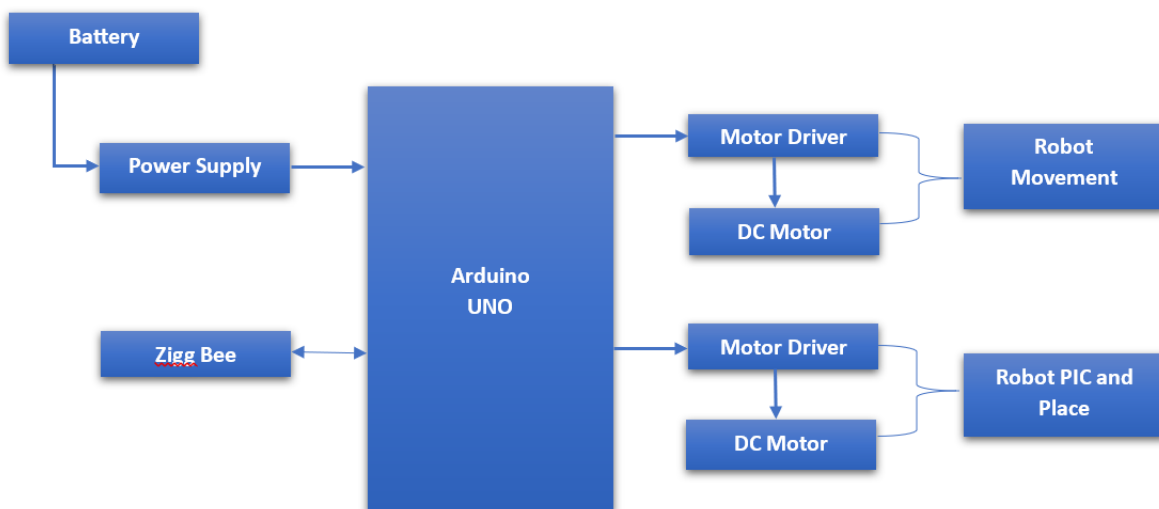 Battery
Power Supply
Zigg Bee
Arduino
UNO
Motor Driver
DC Motor
Robot
Movement
Motor Driver
DC Motor
Robot PIC and
Place